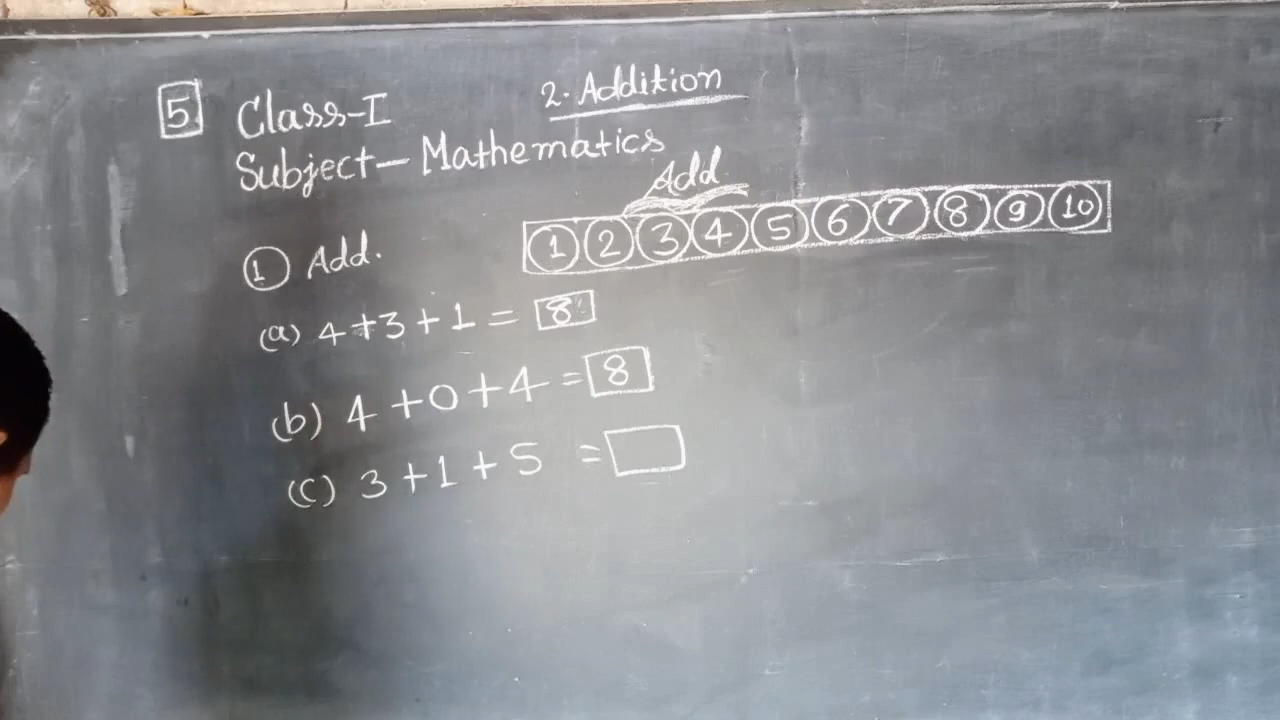 5 Class-I
2. Addition
Subject- Mathematics
Add
1 2 3 4 5 6 7 8 9 10
1 Add.
(a) 4+3+1 = 8
(b) 4+0+4 = 8
(c) 3+1+5 =